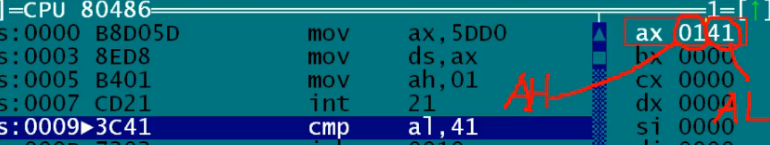 ]=CPU 80486 1=[↑]
s:0000 B8D05D mov ax,5DD0 ax 0141
s:0003 8ED8 mov ds,ax bx 0000
s:0005 B401 mov ah,01 AH cx 0000
s:0007 CD21 int 21 dx 0000 AL
s:0009►3C41 cmp al,41 si 0000